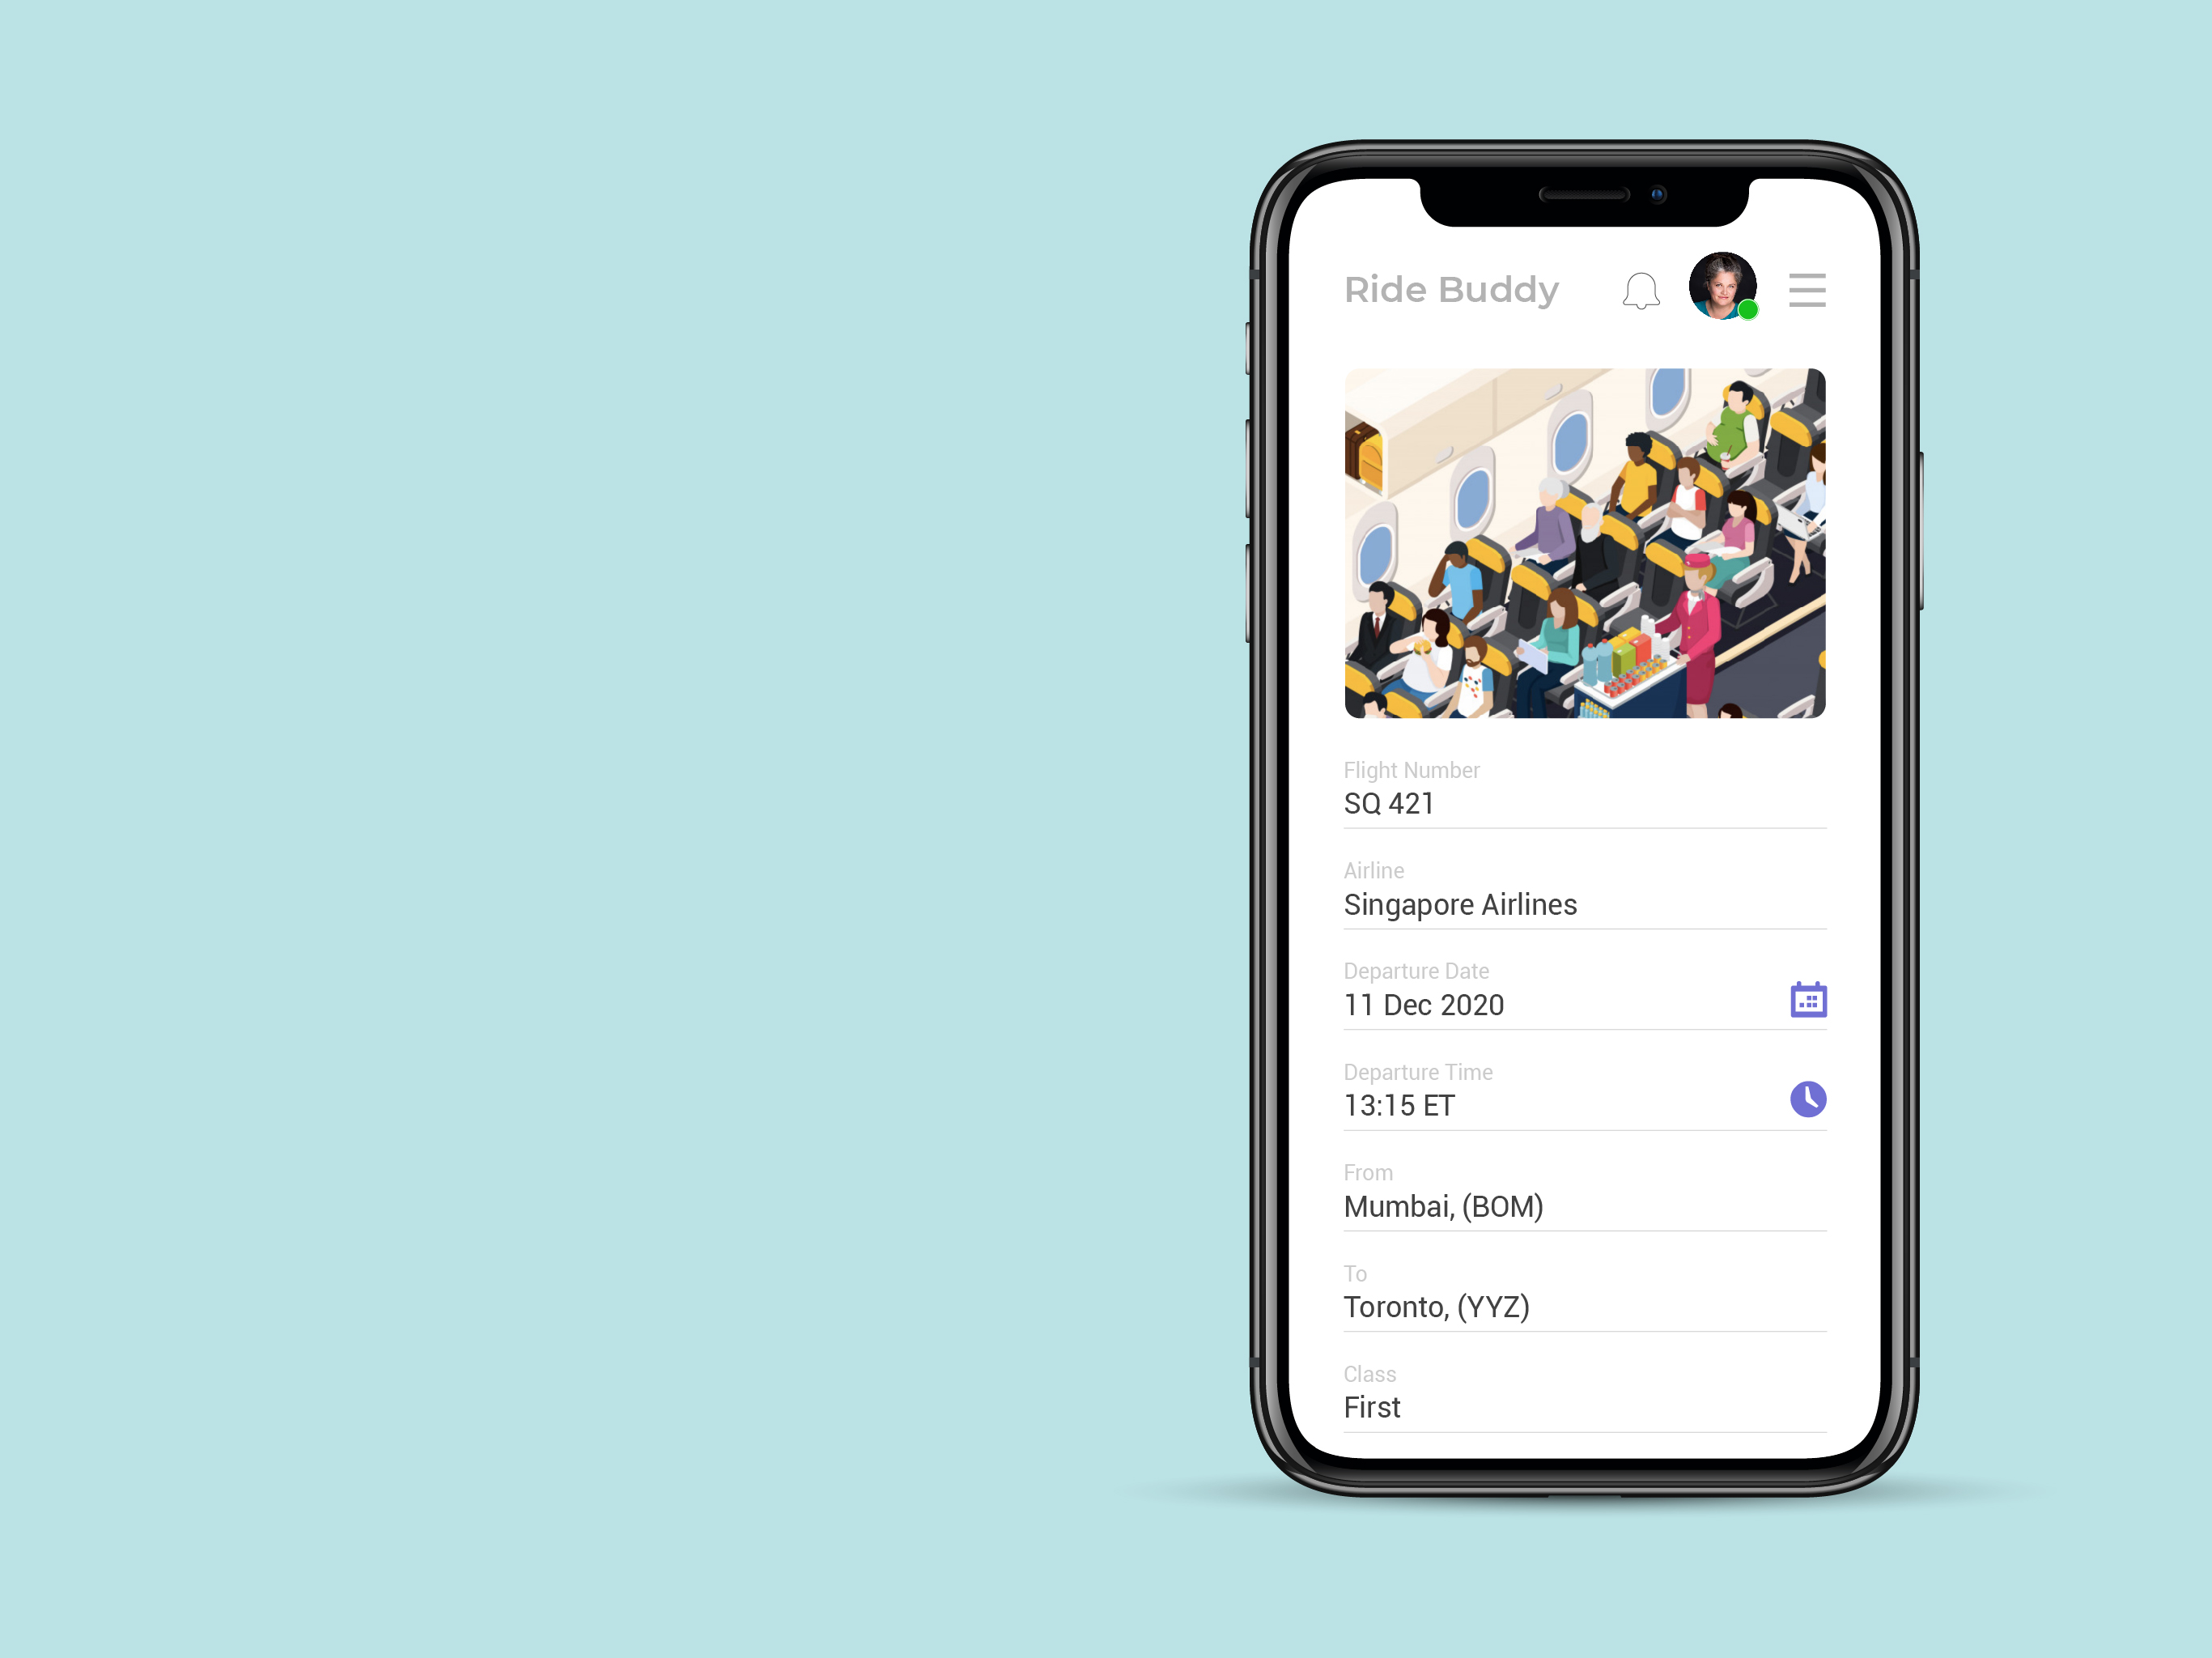 Ride Buddy
Flight Number
SQ 421
Airline
Singapore Airlines
Departure Date
11 Dec 2020
Departure Time
13:15 ET
From
Mumbai, (BOM)
To
Toronto, (YYZ)
Class
First